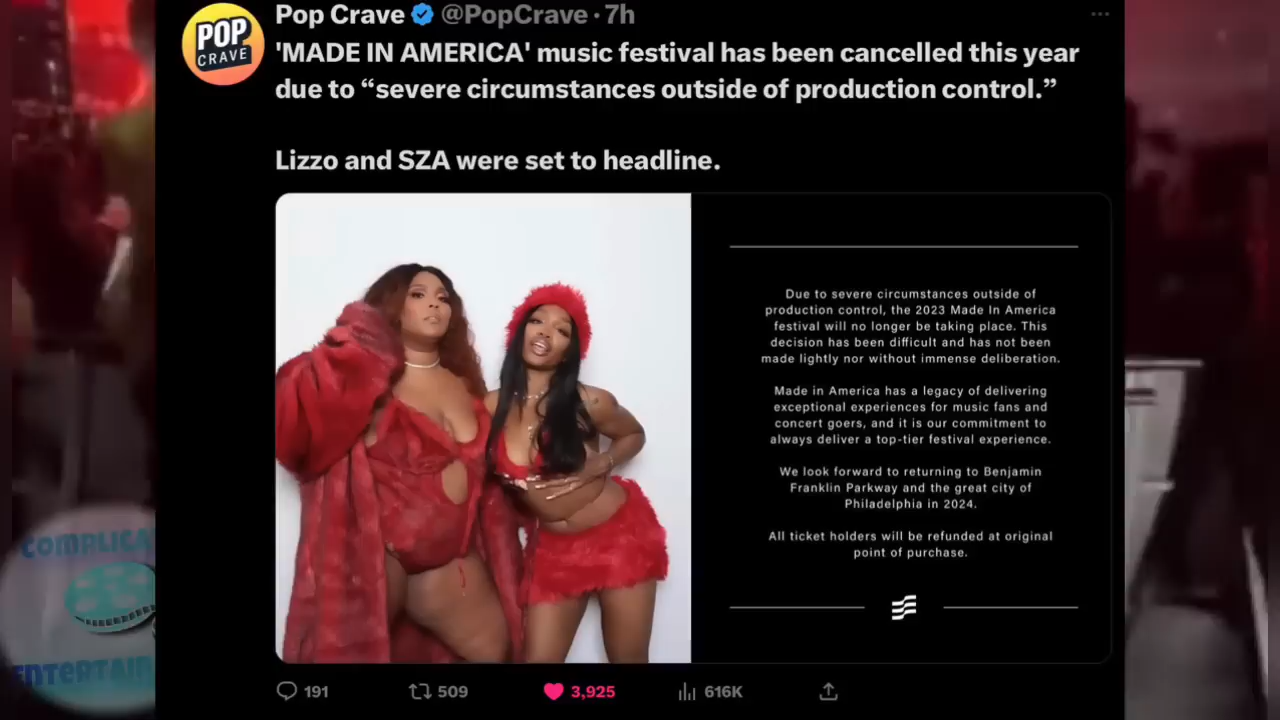 POP
CRAVE
Pop Crave @PopCrave · 7h
'MADE IN AMERICA' music festival has been cancelled this year
due to “severe circumstances outside of production control.”
Lizzo and SZA were set to headline.
Due to severe circumstances outside of
production control, the 2023 Made In America
festival will no longer be taking place. This
decision has been difficult and has not been
made lightly nor without immense deliberation.
Made in America has a legacy of delivering
exceptional experiences for music fans and
concert goers, and it is our commitment to
always deliver a top-tier festival experience.
We look forward to returning to Benjamin
Franklin Parkway and the great city of
Philadelphia in 2024.
All ticket holders will be refunded at original
point of purchase.
191 509 3,925 616K
COMPLICA
ENTERTAIN